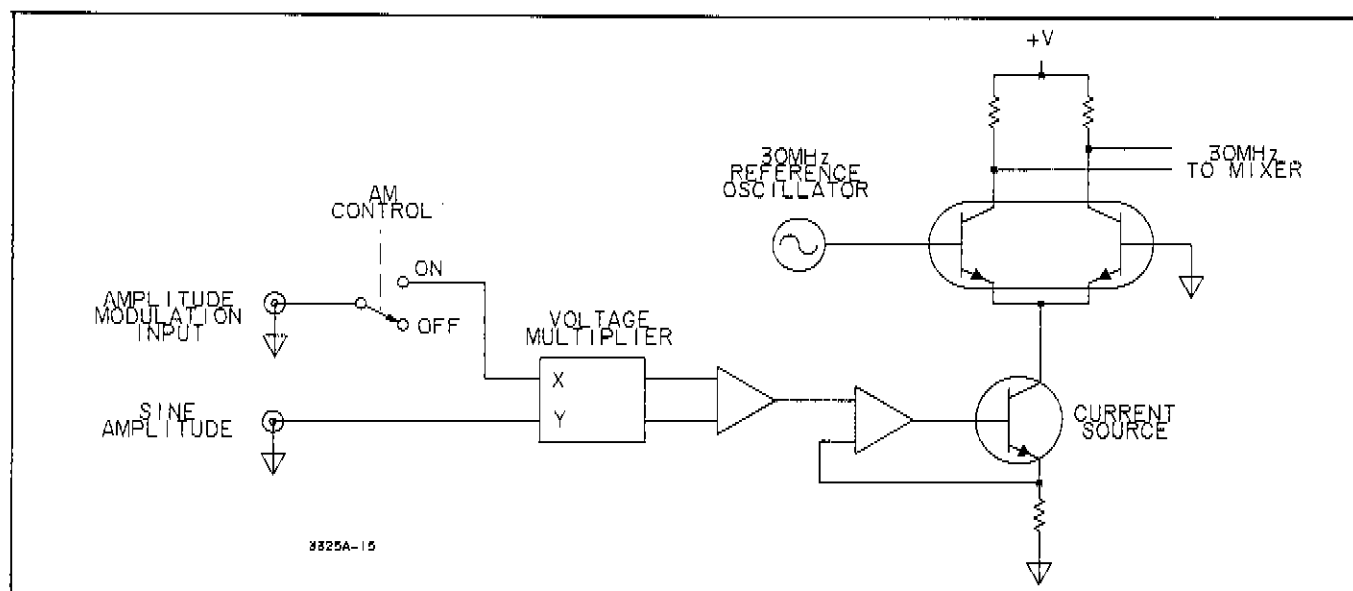 +V
30MHz
REFERENCE
OSCILLATOR
30MHz
TO MIXER
AM
CONTROL
ON
OFF
AMPLITUDE
MODULATION
INPUT
VOLTAGE
MULTIPLIER
X
Y
SINE
AMPLITUDE
CURRENT
SOURCE
3325A-15